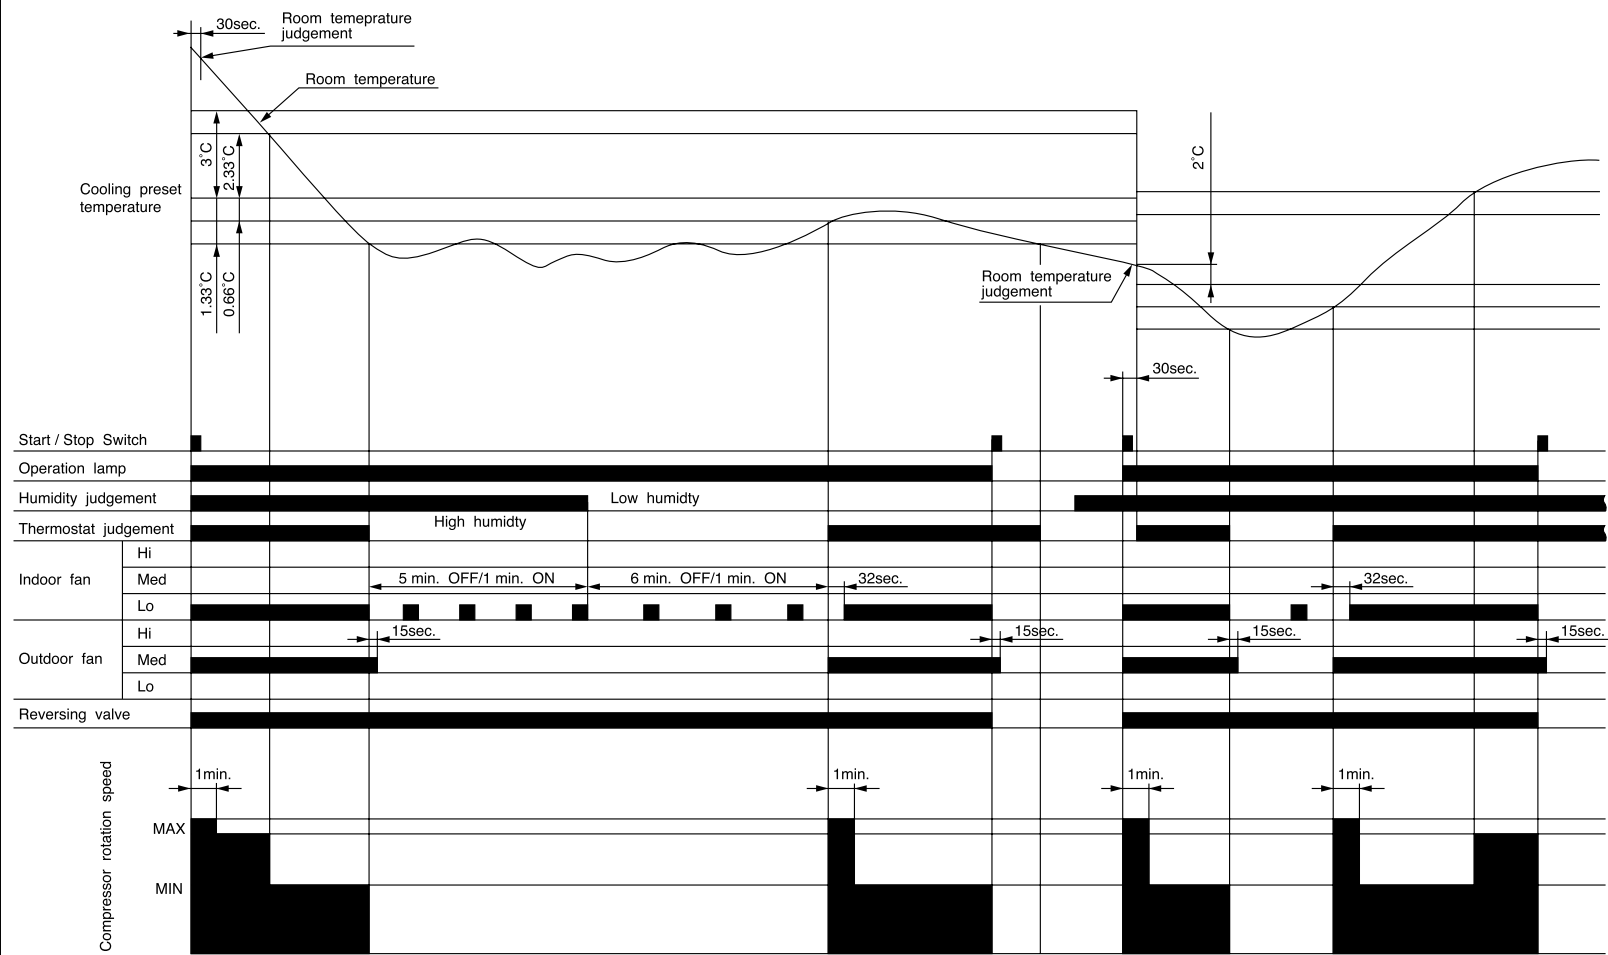 30sec.
Room temeprature
judgement
Room temperature
3°C
2.33°C
2°C
Cooling preset
temperature
1.33°C
0.66°C
Room temperature
judgement
30sec.
Start / Stop Switch
Operation lamp
Humidity judgement
Low humidty
High humidty
Thermostat judgement
Indoor fan
Hi
Med
Lo
5 min. OFF/1 min. ON
6 min. OFF/1 min. ON
32sec.
32sec.
Outdoor fan
Hi
Med
Lo
15sec.
15sec.
15sec.
15sec.
Reversing valve
Compressor rotation speed
1min.
1min.
1min.
1min.
MAX
MIN